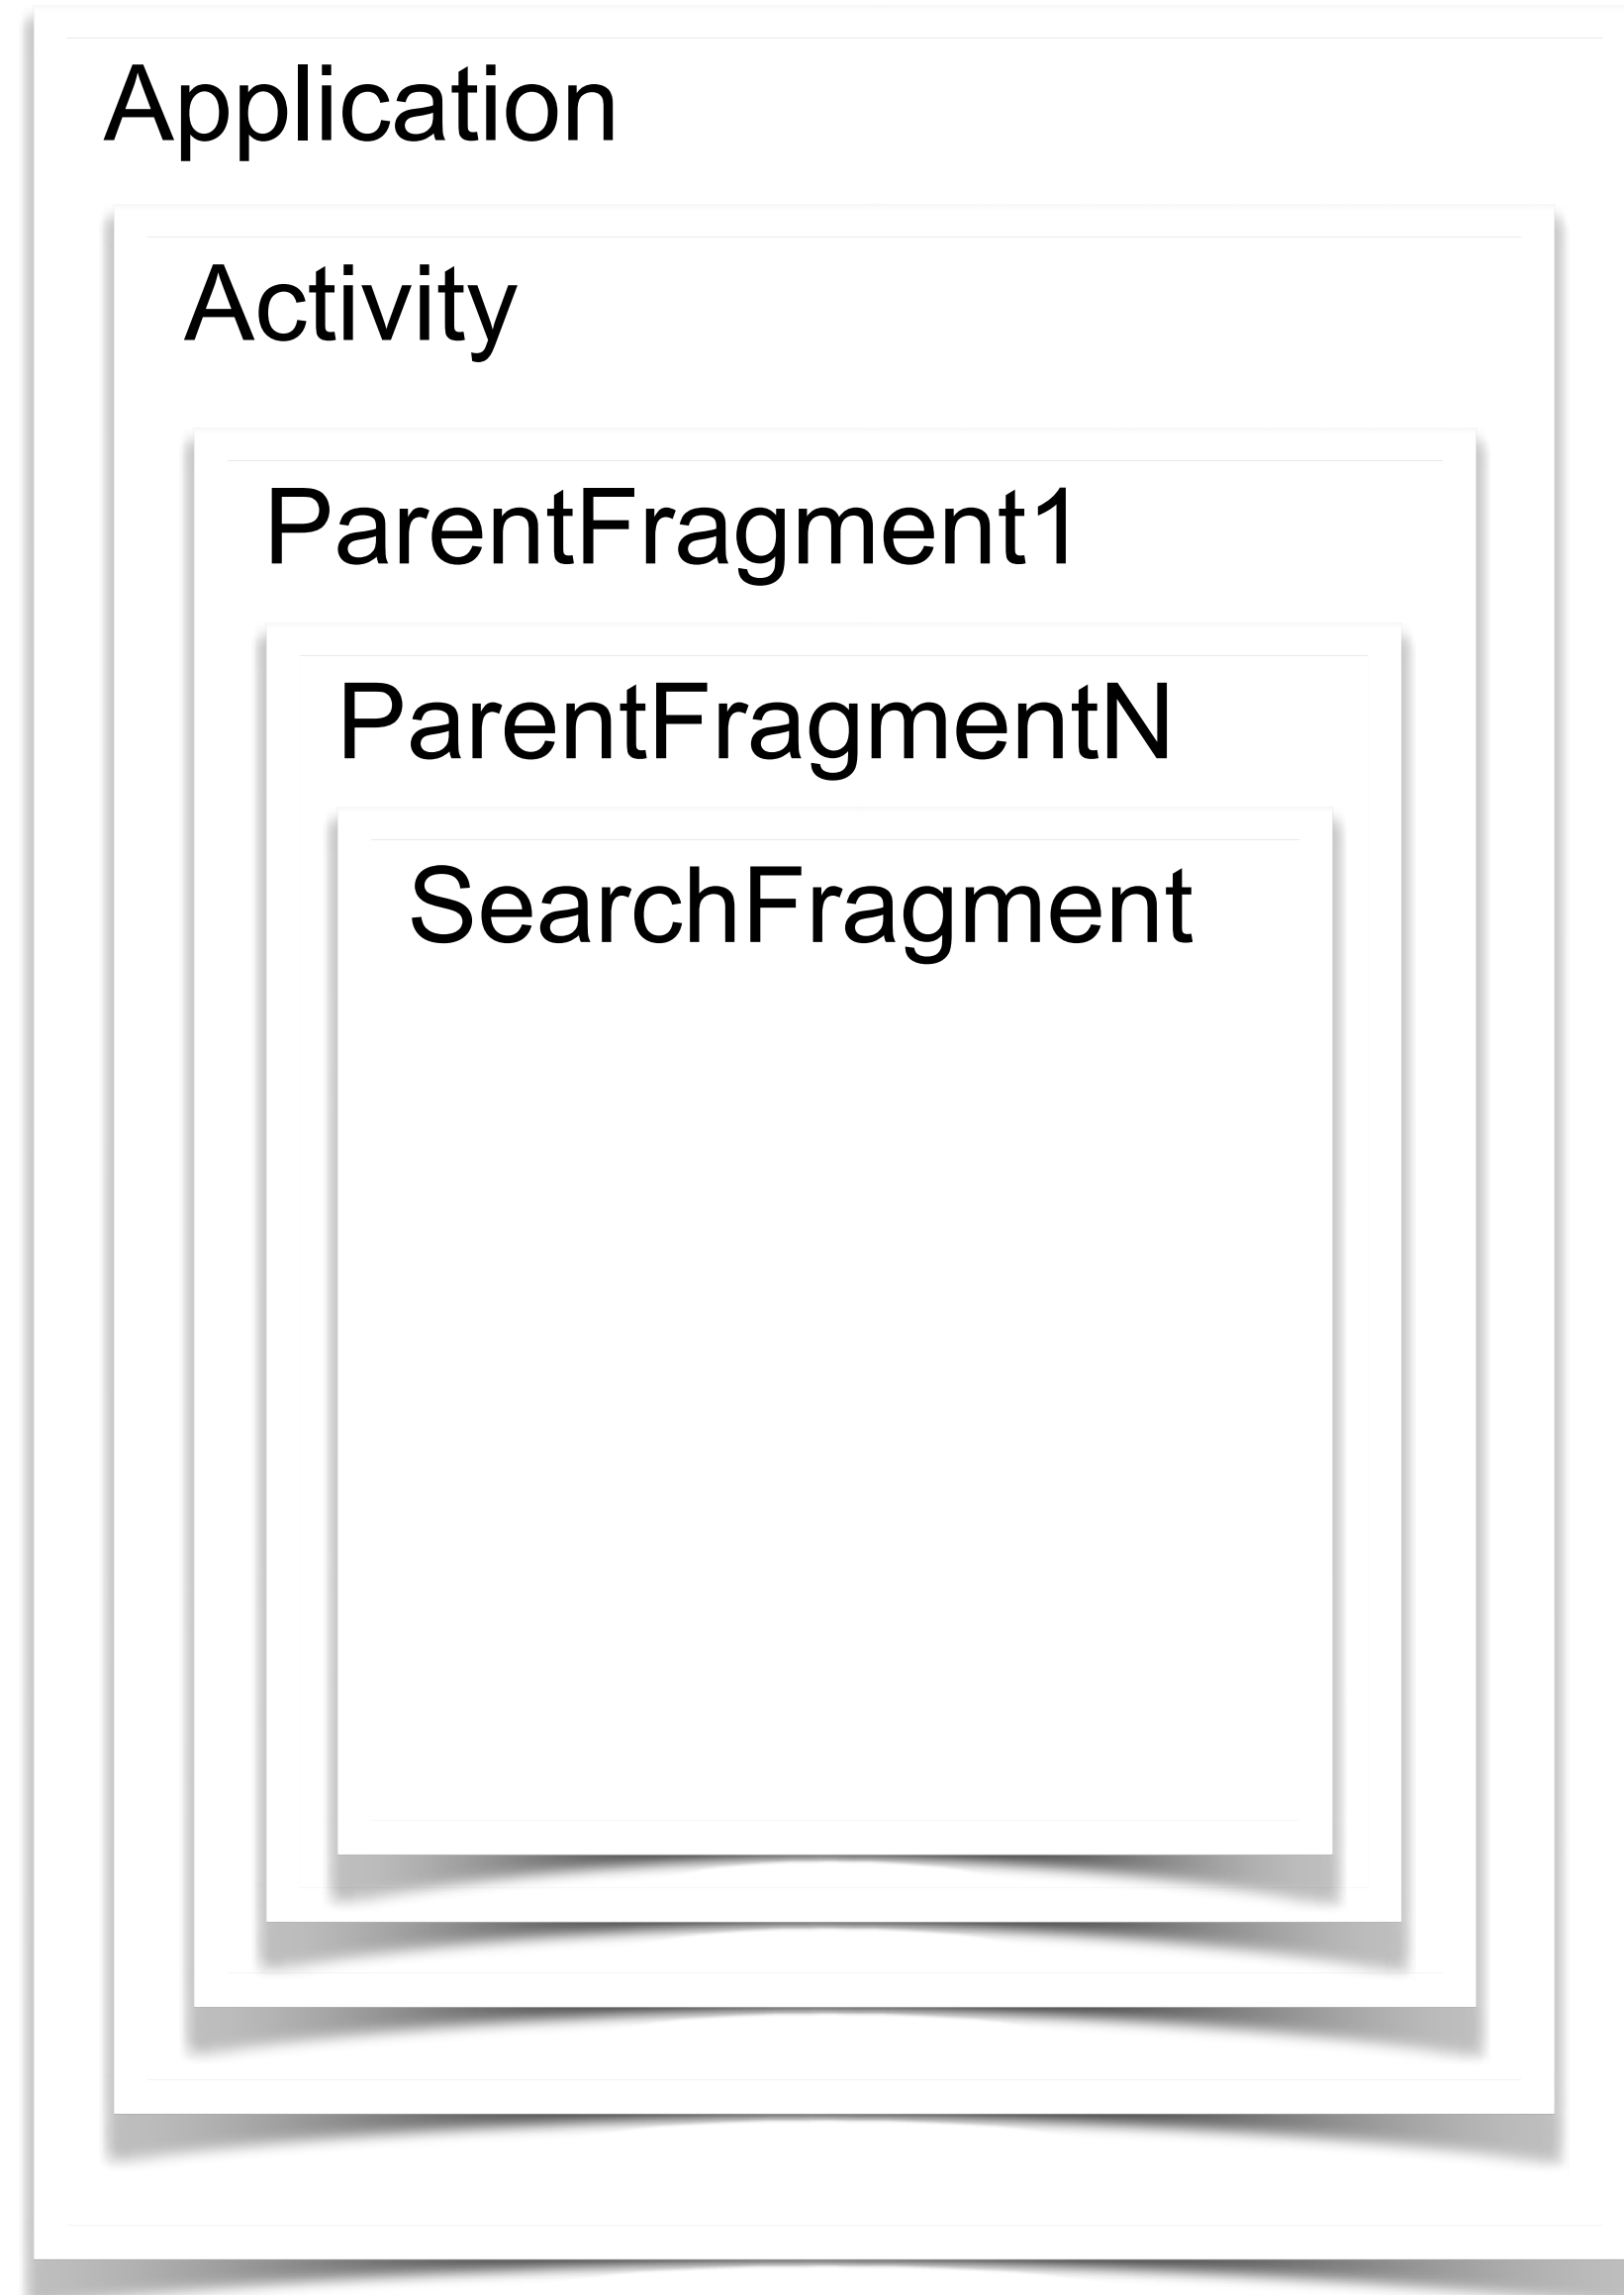 Application
Activity
ParentFragment1
ParentFragmentN
SearchFragment